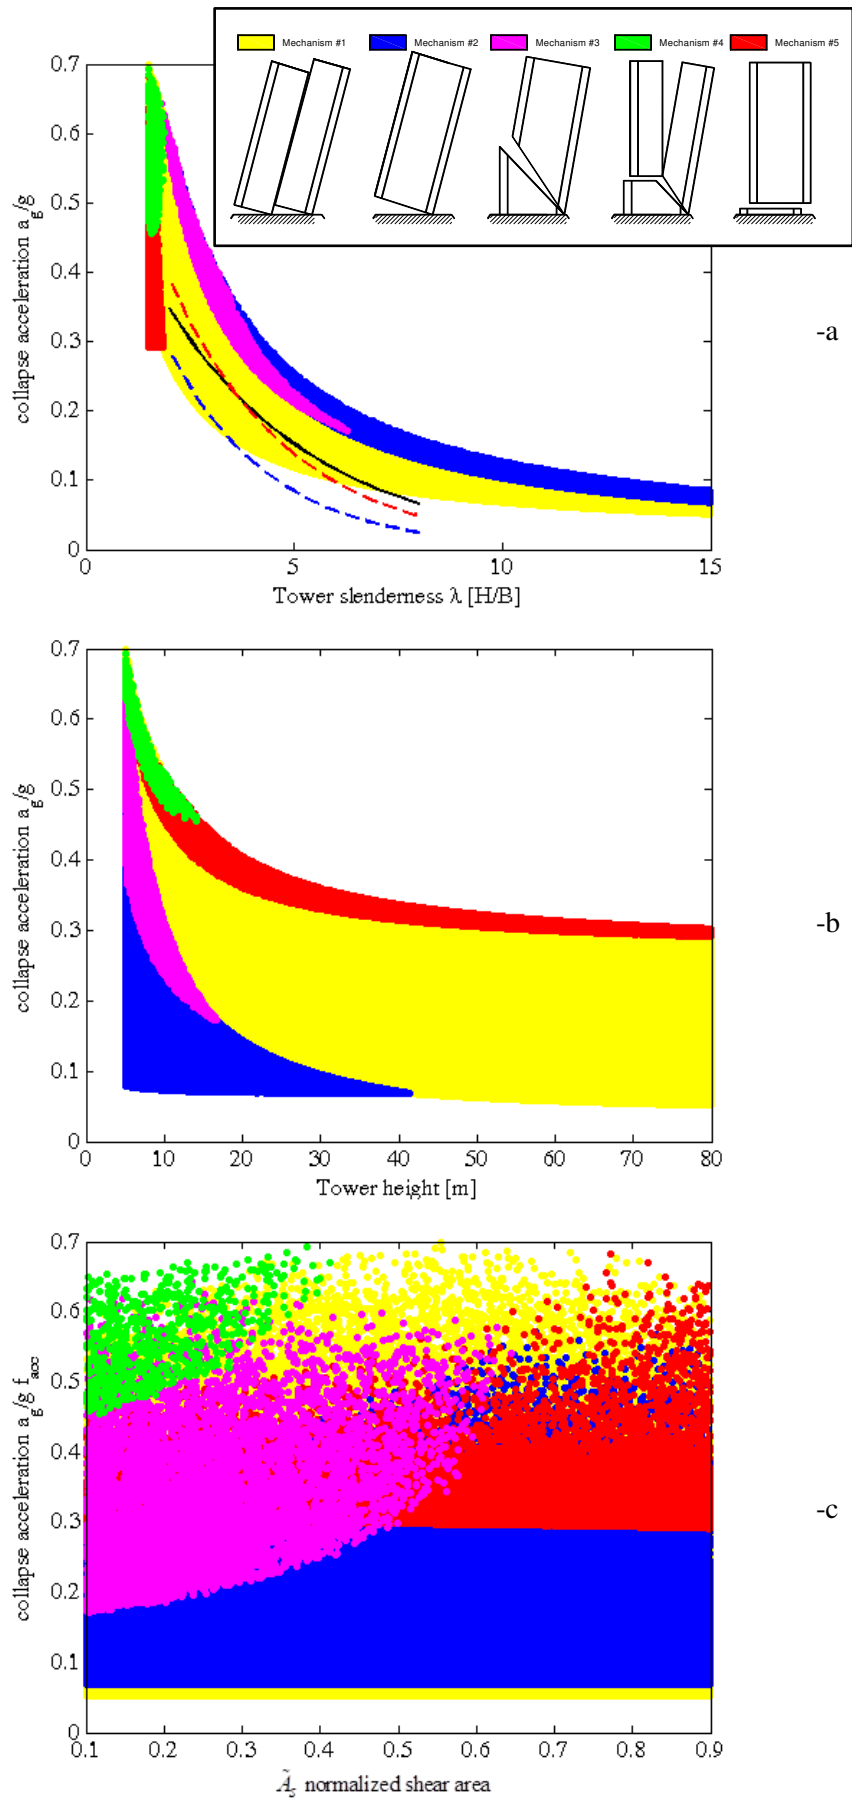 Mechanism #1 Mechanism #2 Mechanism #3 Mechanism #4 Mechanism #5
0.7
0.6
0.5
0.4
0.3
0.2
0.1
0
collapse acceleration a_g/g
0 5 10 15
Tower slenderness λ [H/B]
-a
0.7
0.6
0.5
0.4
0.3
0.2
0.1
0
collapse acceleration a_g/g
0 10 20 30 40 50 60 70 80
Tower height [m]
-b
0.7
0.6
0.5
0.4
0.3
0.2
0.1
0
collapse acceleration a_g/g f_acc
0.1 0.2 0.3 0.4 0.5 0.6 0.7 0.8 0.9
Ã_s normalized shear area
-c